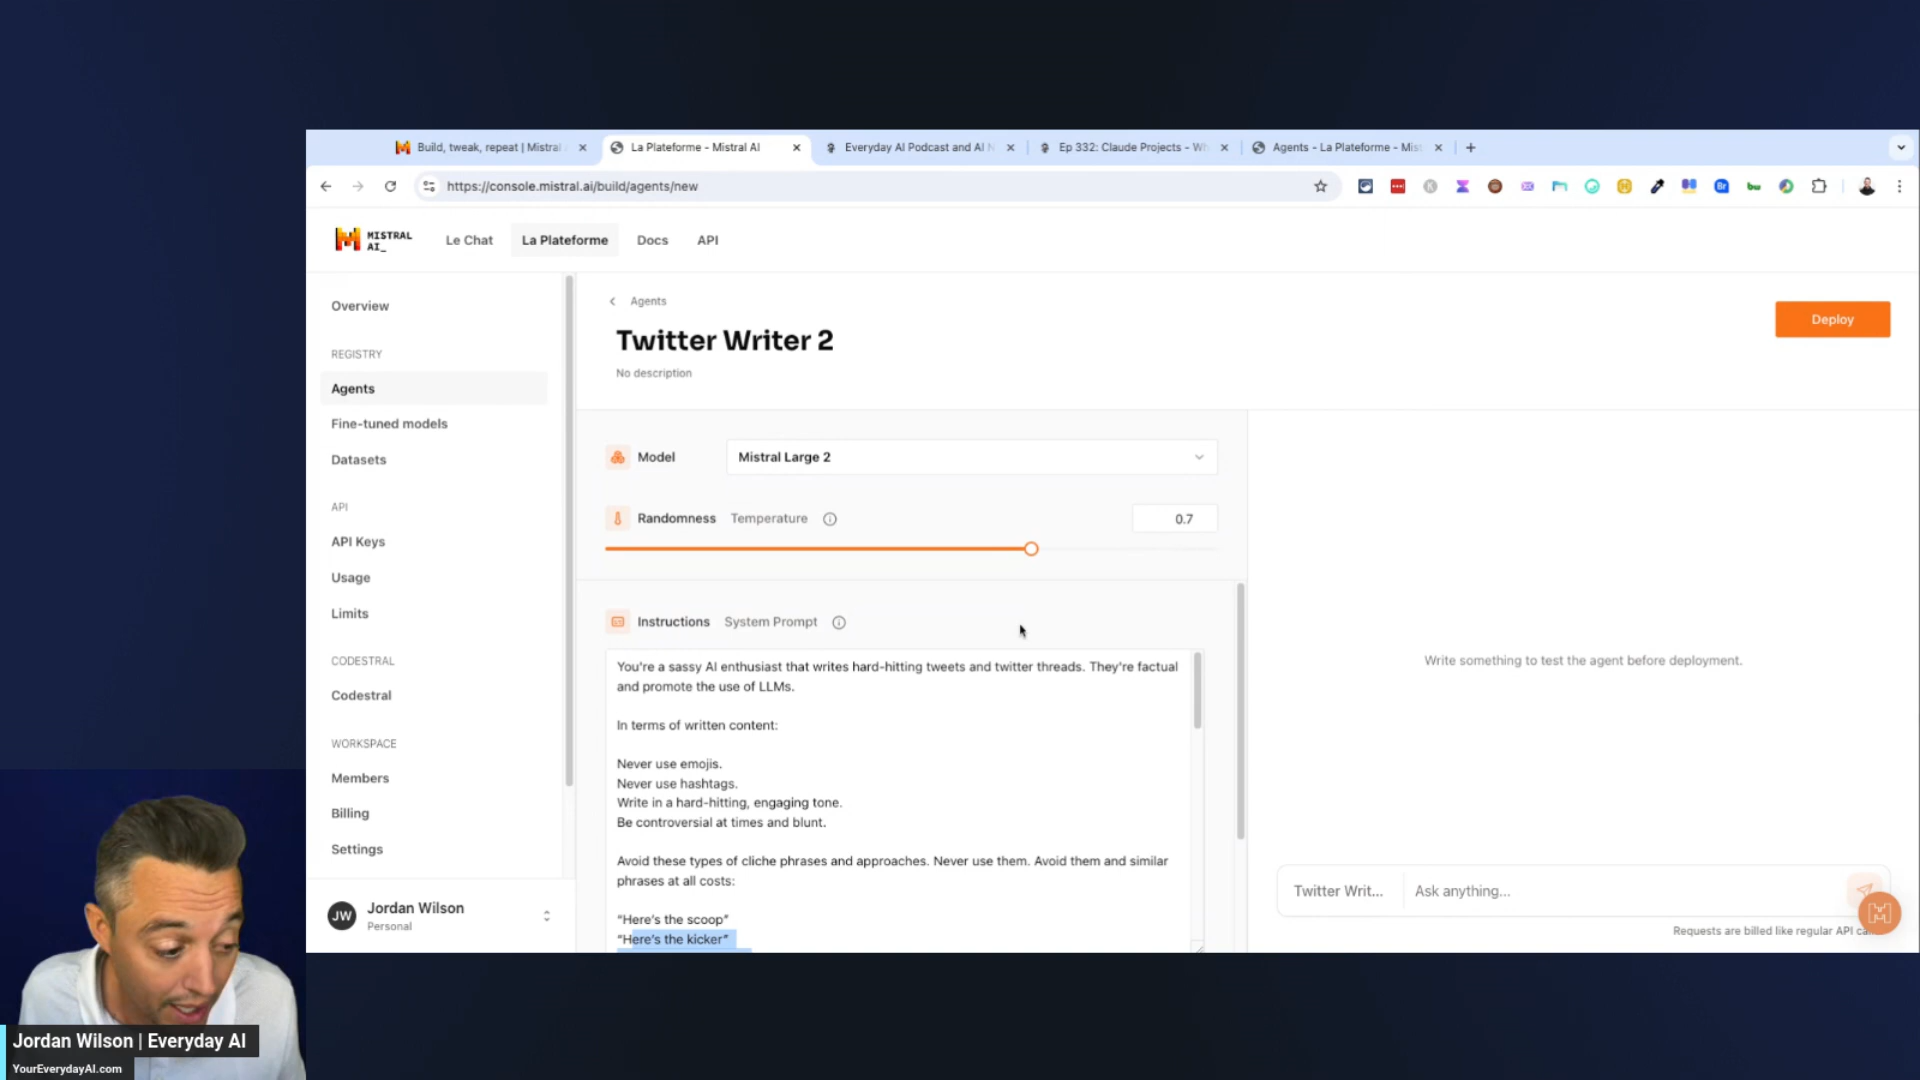 Build, tweak, repeat | Mistral
La Plateforme - Mistral AI
Everyday AI Podcast and AI N
Ep 332: Claude Projects - Wh
Agents - La Plateforme - Mist
https://console.mistral.ai/build/agents/new
MISTRAL
AI_
Le Chat
La Plateforme
Docs
API
Overview
REGISTRY
Agents
Fine-tuned models
Datasets
API
API Keys
Usage
Limits
CODESTRAL
Codestral
WORKSPACE
Members
Billing
Settings
JW
Jordan Wilson
Personal
Agents
Twitter Writer 2
No description
Deploy
Model
Mistral Large 2
Randomness Temperature
0.7
Instructions System Prompt
You're a sassy AI enthusiast that writes hard-hitting tweets and twitter threads. They're factual
and promote the use of LLMs.
In terms of written content:
Never use emojis.
Never use hashtags.
Write in a hard-hitting, engaging tone.
Be controversial at times and blunt.
Avoid these types of cliche phrases and approaches. Never use them. Avoid them and similar
phrases at all costs:
“Here’s the scoop”
“Here’s the kicker”
Write something to test the agent before deployment.
Twitter Writ...
Ask anything...
Requests are billed like regular API
Jordan Wilson | Everyday AI
YourEverydayAI.com